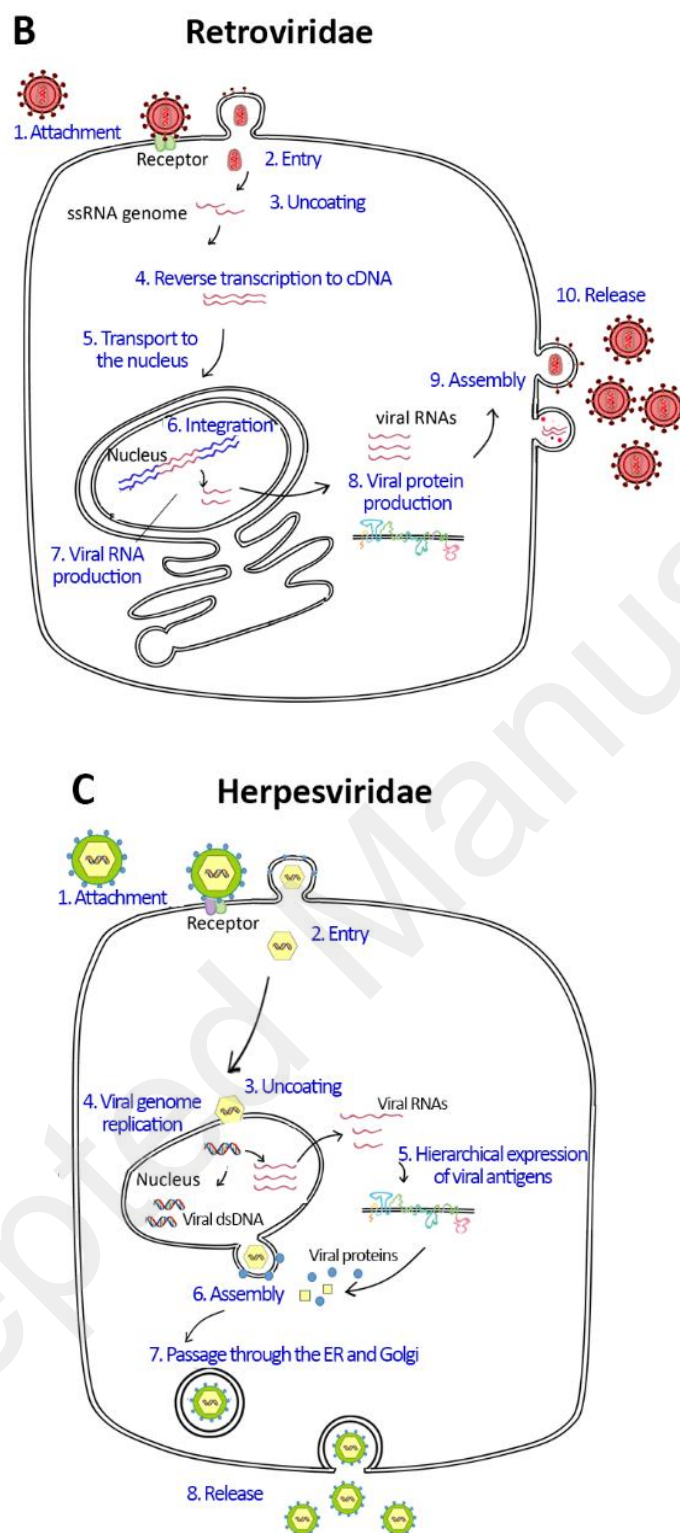 B
Retroviridae
1. Attachment
Receptor
2. Entry
3. Uncoating
ssRNA genome
4. Reverse transcription to cDNA
5. Transport to
the nucleus
10. Release
9. Assembly
6. Integration
Nucleus
viral RNAs
8. Viral protein
production
7. Viral RNA
production
C
Herpesviridae
1. Attachment
Receptor
2. Entry
3. Uncoating
4. Viral genome
replication
Viral RNAs
5. Hierarchical expression
of viral antigens
Nucleus
Viral dsDNA
Viral proteins
6. Assembly
7. Passage through the ER and Golgi
8. Release
epted Manus